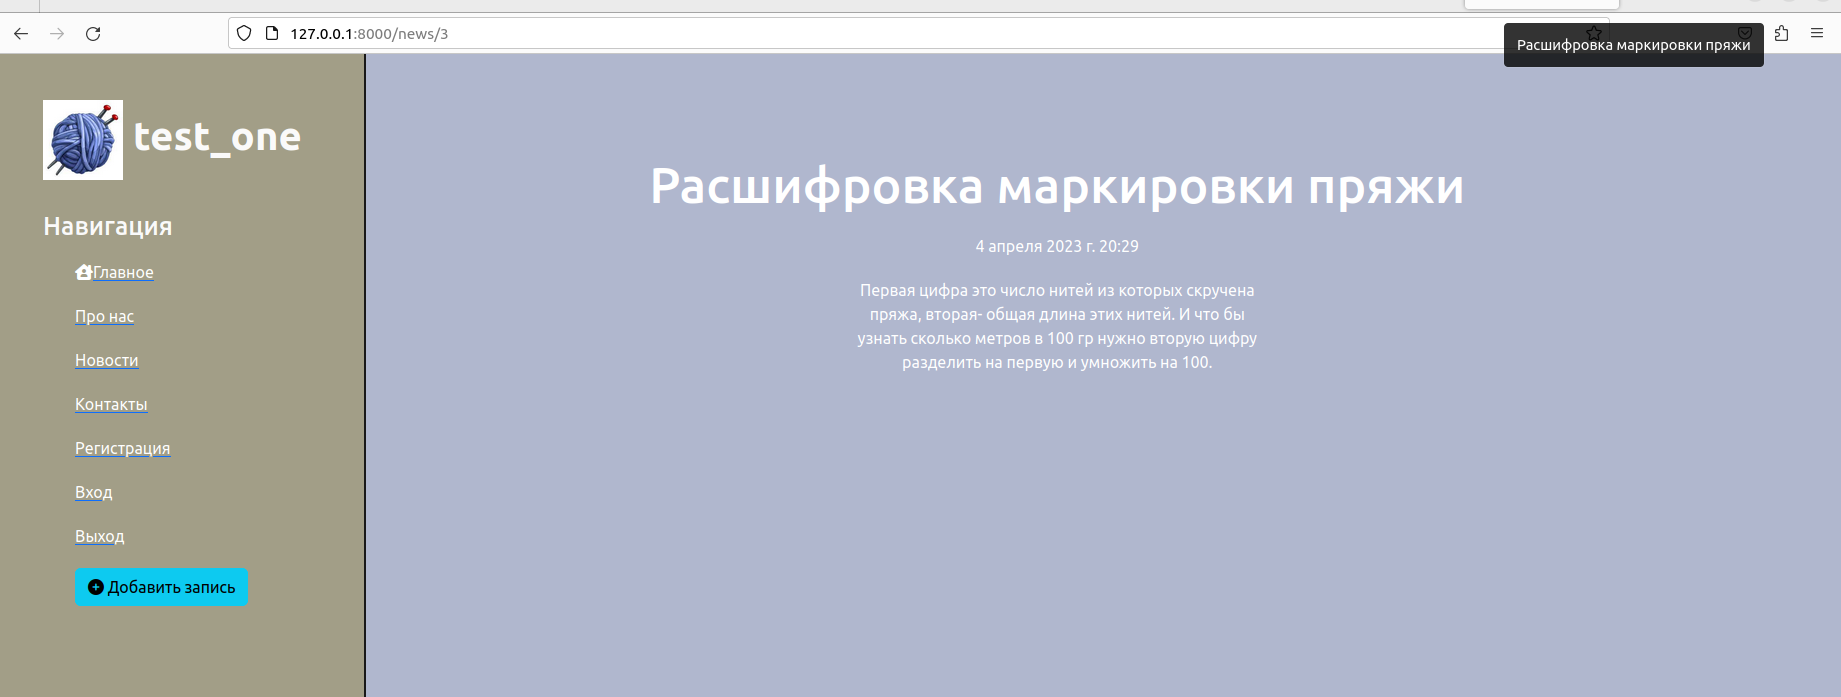 127.0.0.1:8000/news/3
Расшифровка маркировки пряжи
test_one
Навигация
Главное
Про нас
Новости
Контакты
Регистрация
Вход
Выход
Добавить запись
Расшифровка маркировки пряжи
4 апреля 2023 г. 20:29
Первая цифра это число нитей из которых скручена
пряжа, вторая- общая длина этих нитей. И что бы
узнать сколько метров в 100 гр нужно вторую цифру
разделить на первую и умножить на 100.